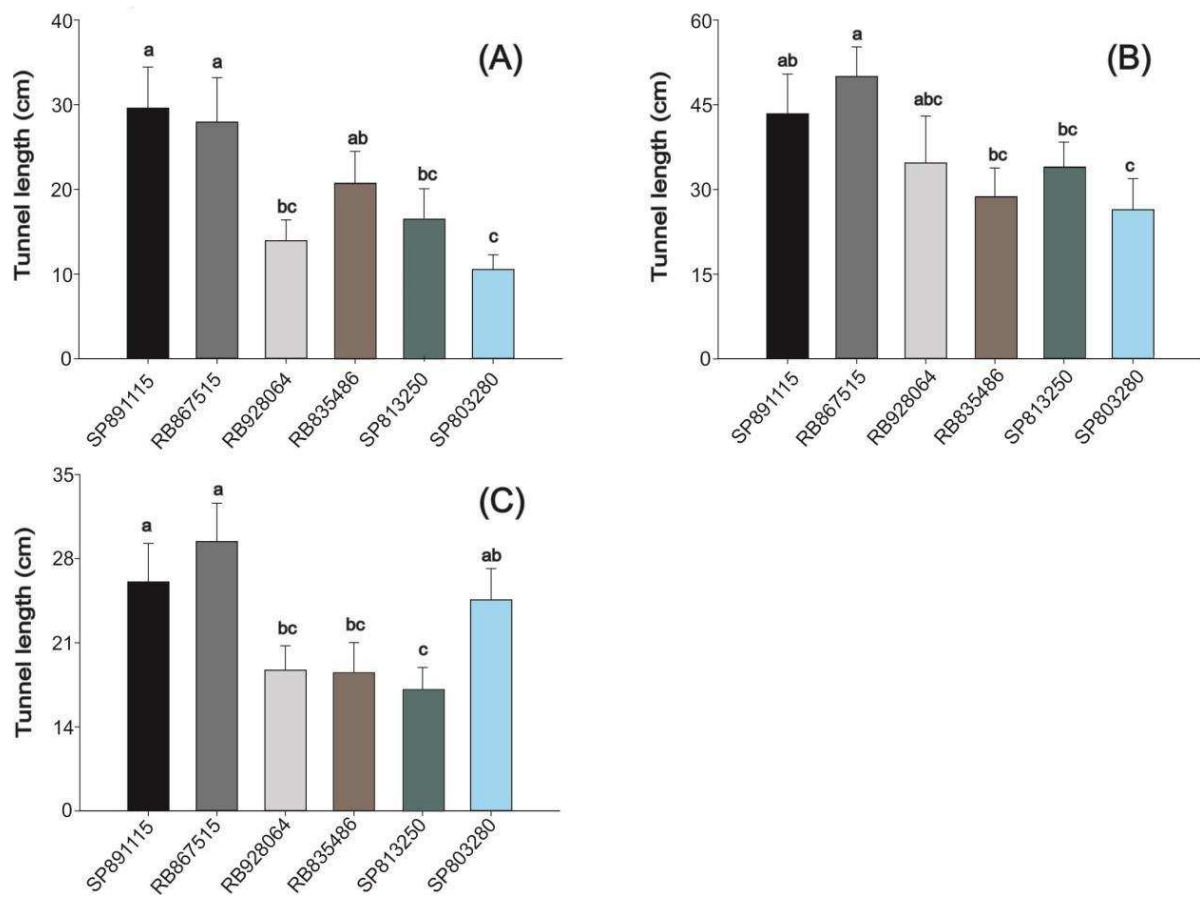 (A)
Tunnel length (cm)
40
30
20
10
0
a
a
bc
ab
bc
c
SP891115
RB867515
RB928064
RB835486
SP813250
SP803280
(B)
Tunnel length (cm)
60
45
30
15
0
ab
a
abc
bc
bc
c
SP891115
RB867515
RB928064
RB835486
SP813250
SP803280
(C)
Tunnel length (cm)
35
28
21
14
0
a
a
bc
bc
c
ab
SP891115
RB867515
RB928064
RB835486
SP813250
SP803280